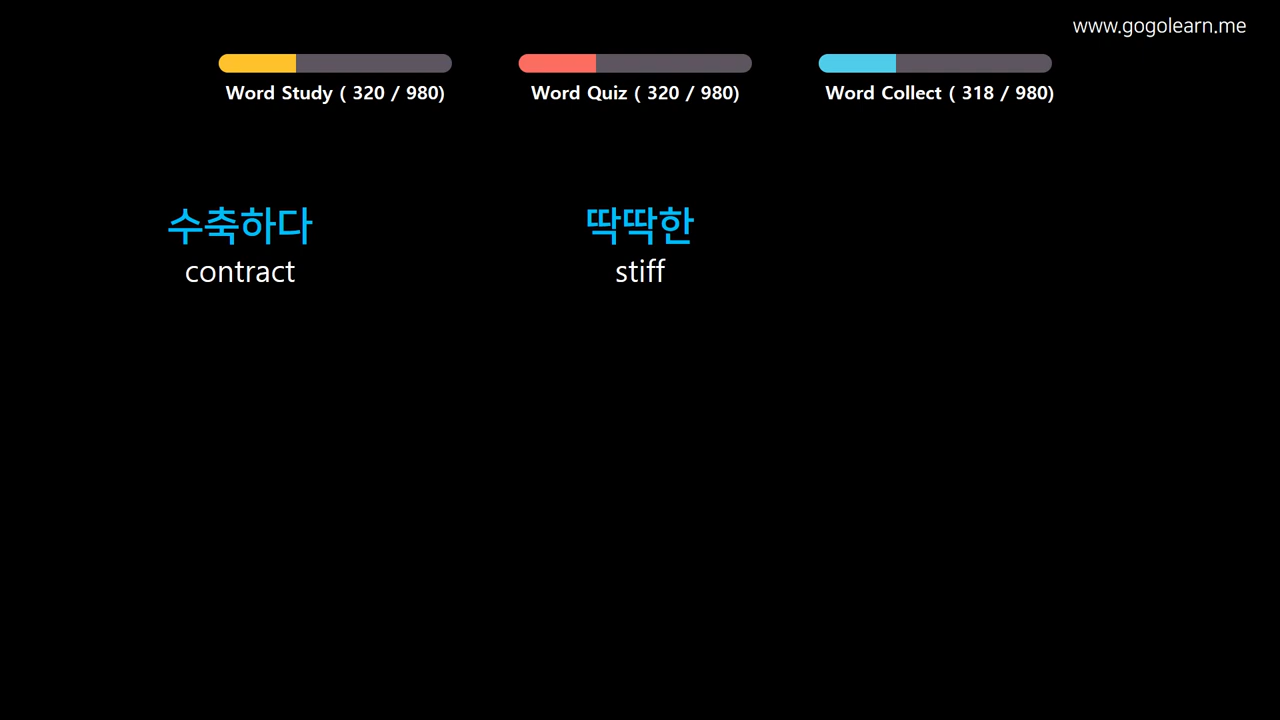 www.gogolearn.me
Word Study ( 320 / 980)
Word Quiz ( 320 / 980)
Word Collect ( 318 / 980)
수축하다
contract
딱딱한
stiff